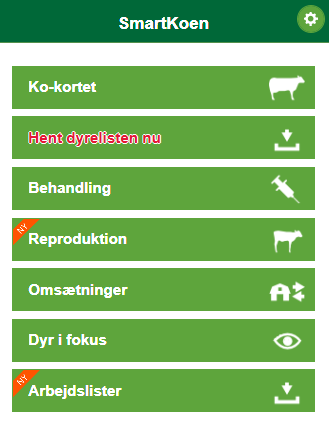 SmartKoen
Ko-kortet
Hent dyrelisten nu
Behandling
NY
Reproduktion
Omsætninger
Dyr i fokus
NY
Arbejdslister